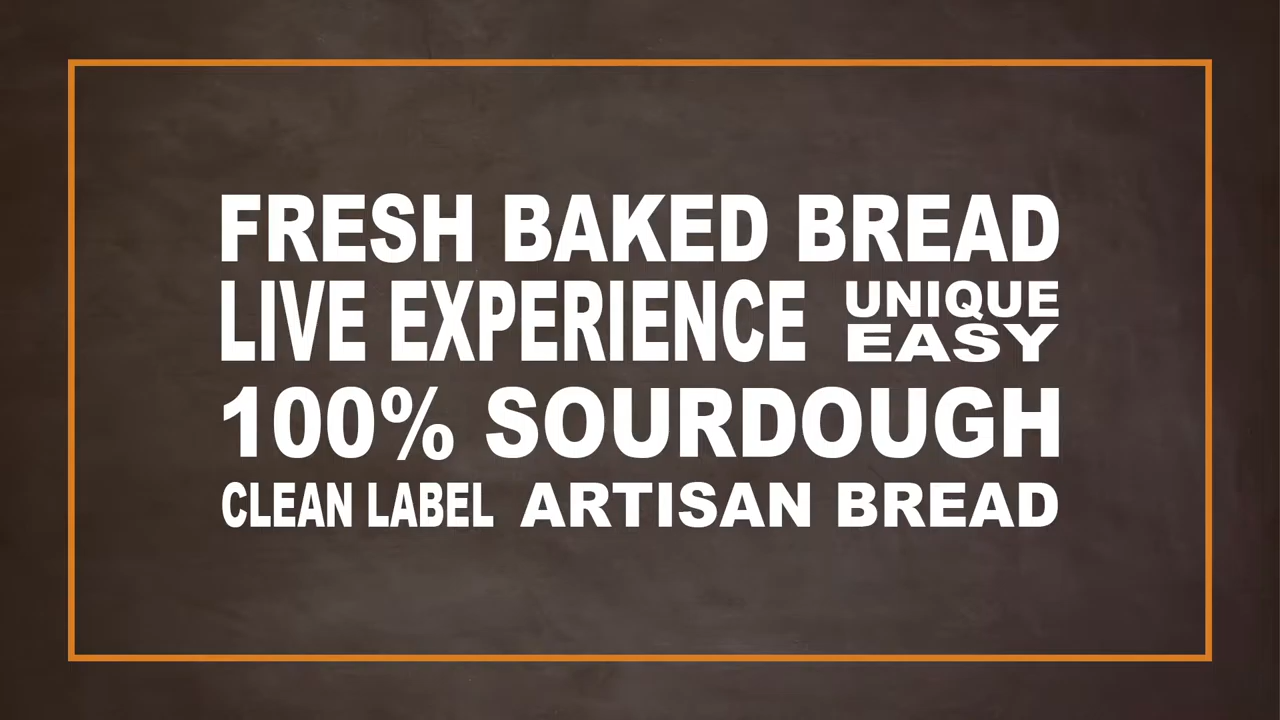 FRESH BAKED BREAD
LIVE EXPERIENCE
UNIQUE
EASY
100% SOURDOUGH
CLEAN LABEL ARTISAN BREAD